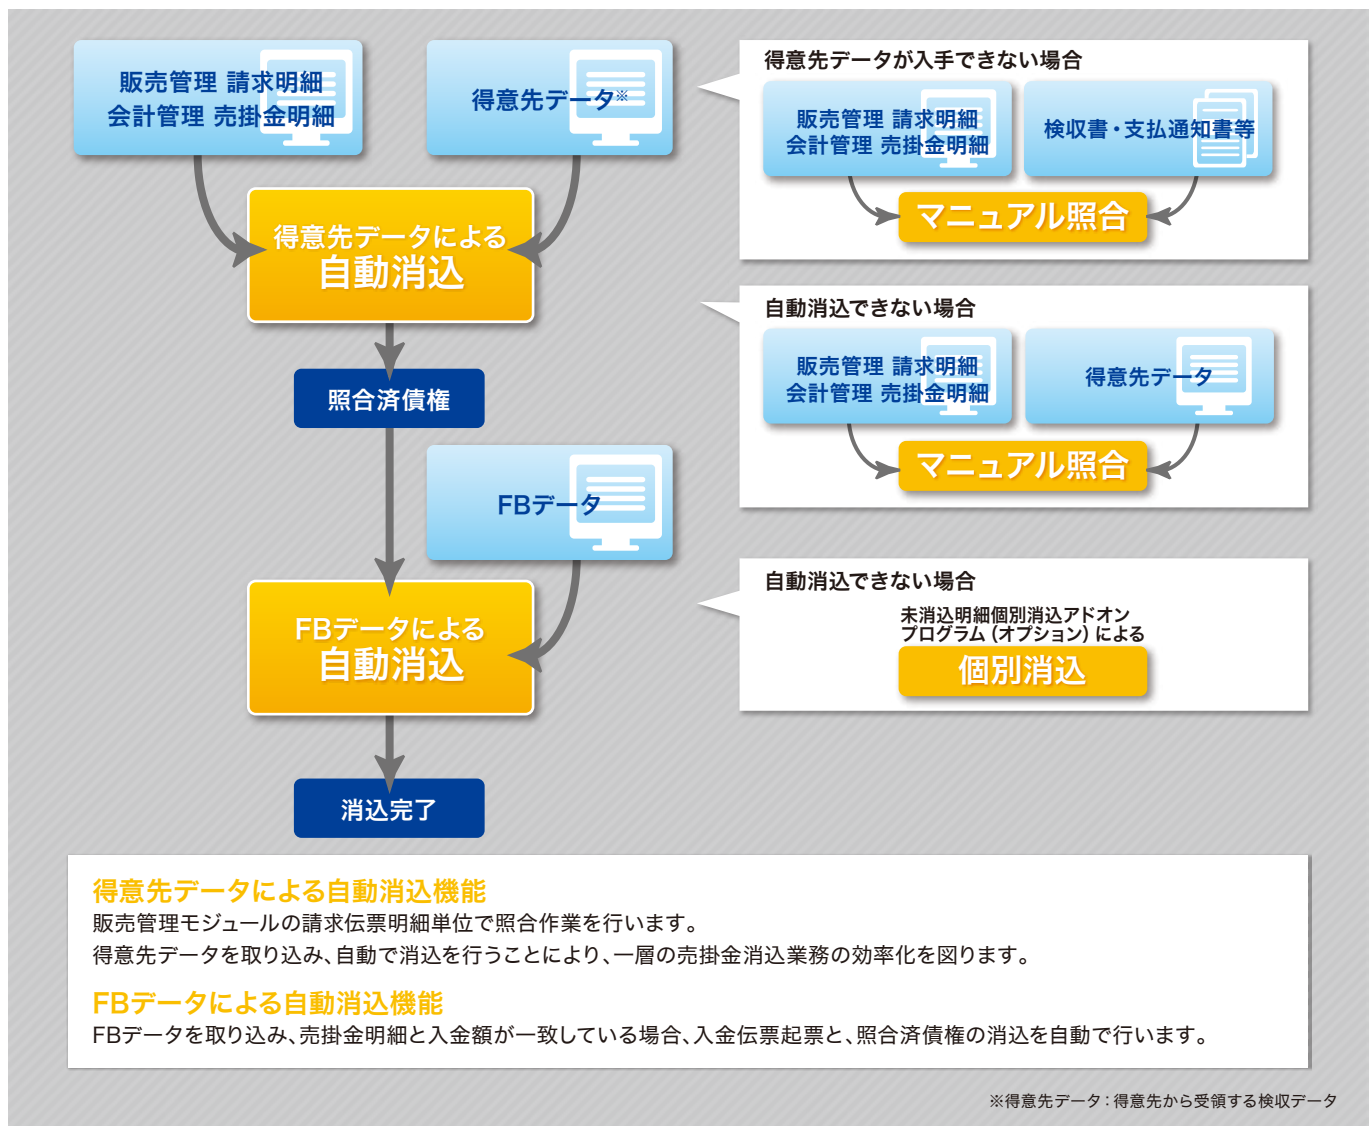 販売管理 請求明細
会計管理 売掛金明細
得意先データ※
得意先データによる
自動消込
照合済債権
FBデータ
FBデータによる
自動消込
消込完了
得意先データが入手できない場合
販売管理 請求明細
会計管理 売掛金明細
検収書・支払通知書等
マニュアル照合
自動消込できない場合
販売管理 請求明細
会計管理 売掛金明細
得意先データ
マニュアル照合
自動消込できない場合
未消込明細個別消込アドオン
プログラム（オプション）による
個別消込
得意先データによる自動消込機能
販売管理モジュールの請求伝票明細単位で照合作業を行います。
得意先データを取り込み、自動で消込を行うことにより、一層の売掛金消込業務の効率化を図ります。
FBデータによる自動消込機能
FBデータを取り込み、売掛金明細と入金額が一致している場合、入金伝票起票と、照合済債権の消込を自動で行います。
※得意先データ：得意先から受領する検収データ